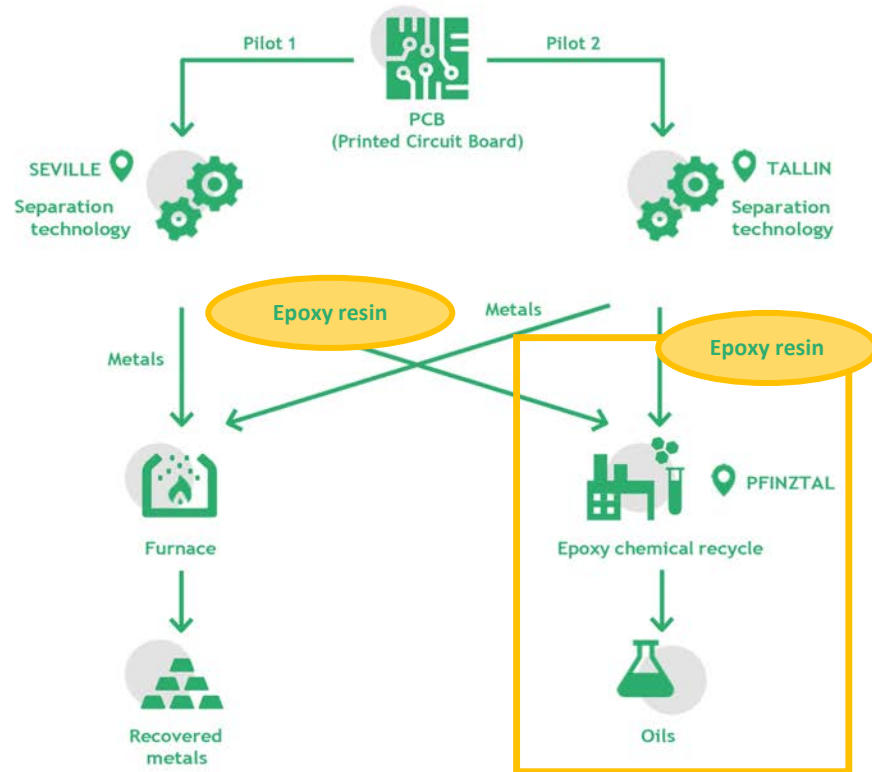 Pilot 1
Pilot 2
PCB
(Printed Circuit Board)
SEVILLE
Separation
technology
TALLIN
Separation
technology
Epoxy resin
Metals
Epoxy resin
Metals
PFINZTAL
Furnace
Epoxy chemical recycle
Recovered
metals
Oils